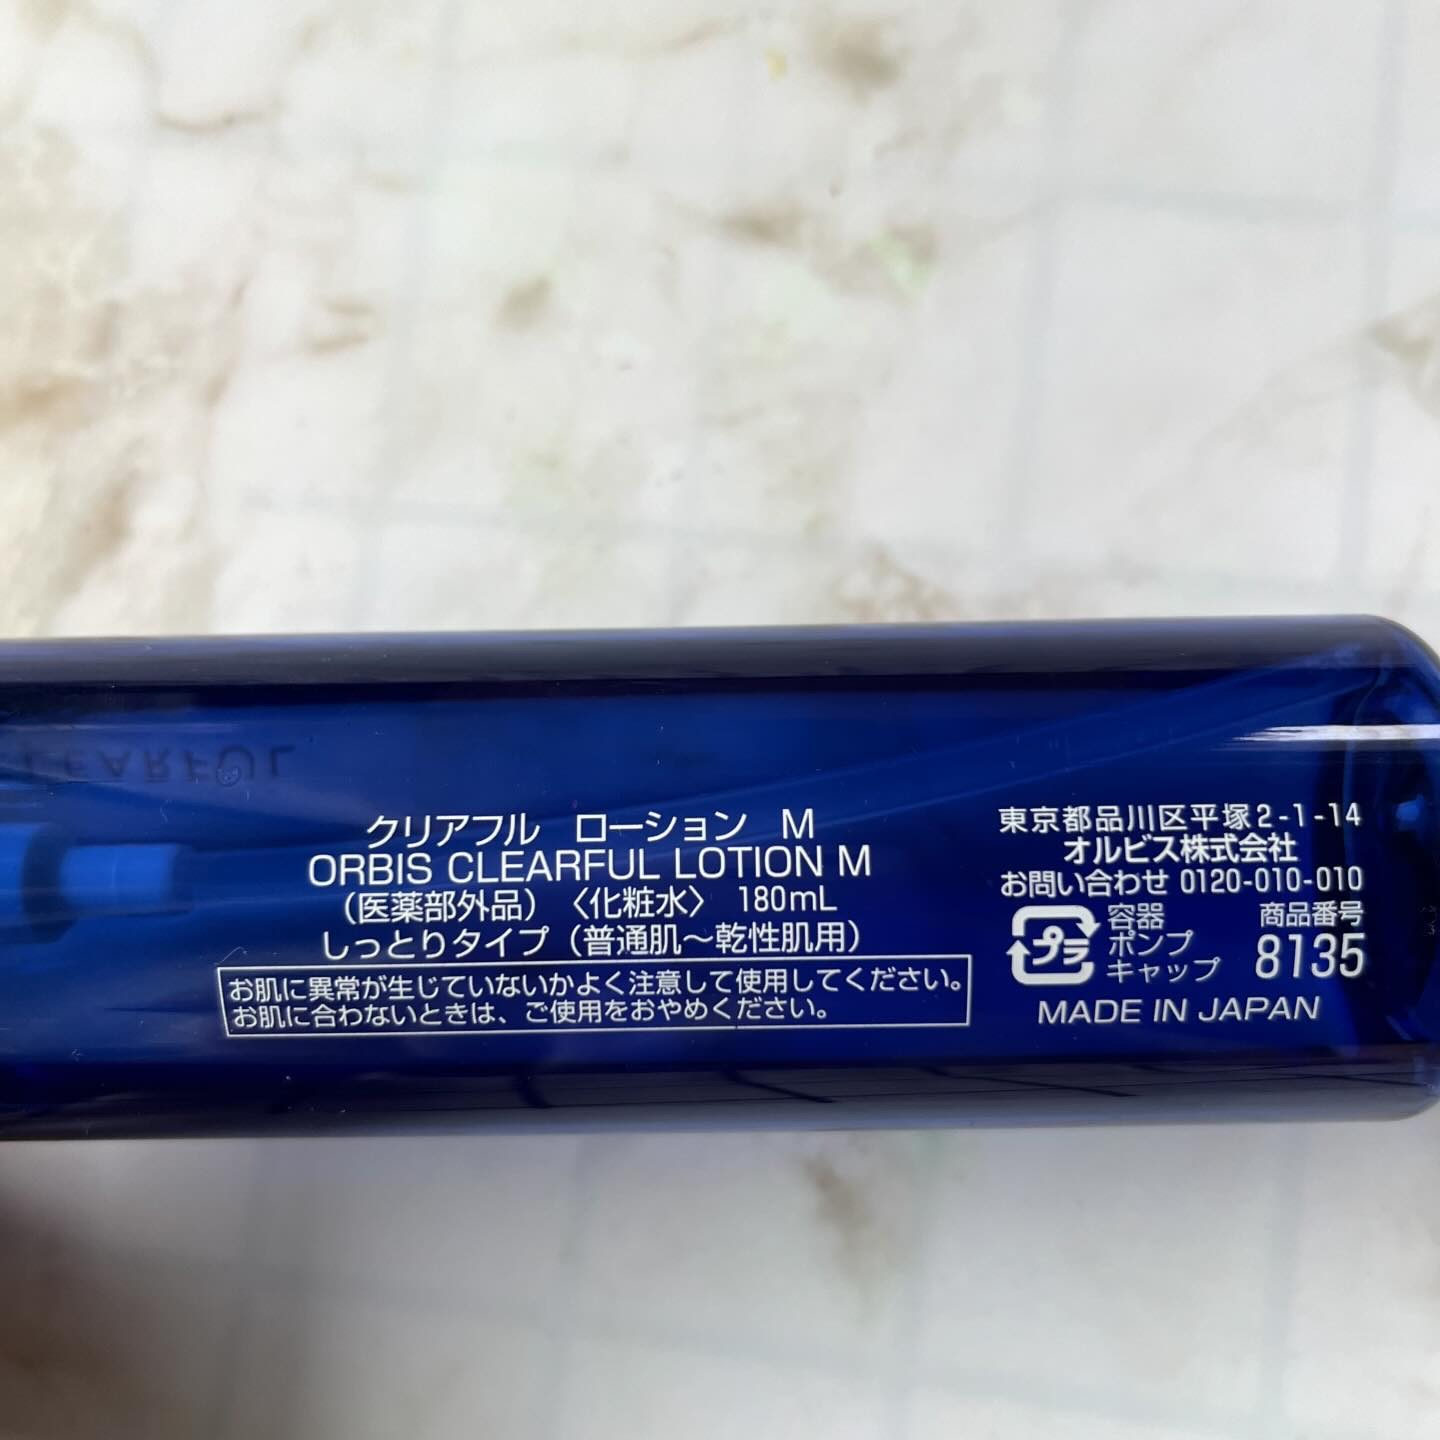 CLEARFUL
クリアフル ローション M
ORBIS CLEARFUL LOTION M
（医薬部外品）〈化粧水〉 180mL
しっとりタイプ（普通肌～乾性肌用）
お肌に異常が生じていないかよく注意して使用してください。
お肌に合わないときは、ご使用をおやめください。
東京都品川区平塚2-1-14
オルビス株式会社
お問い合わせ 0120-010-010
プラ
容器
ポンプ
キャップ
商品番号
8135
MADE IN JAPAN